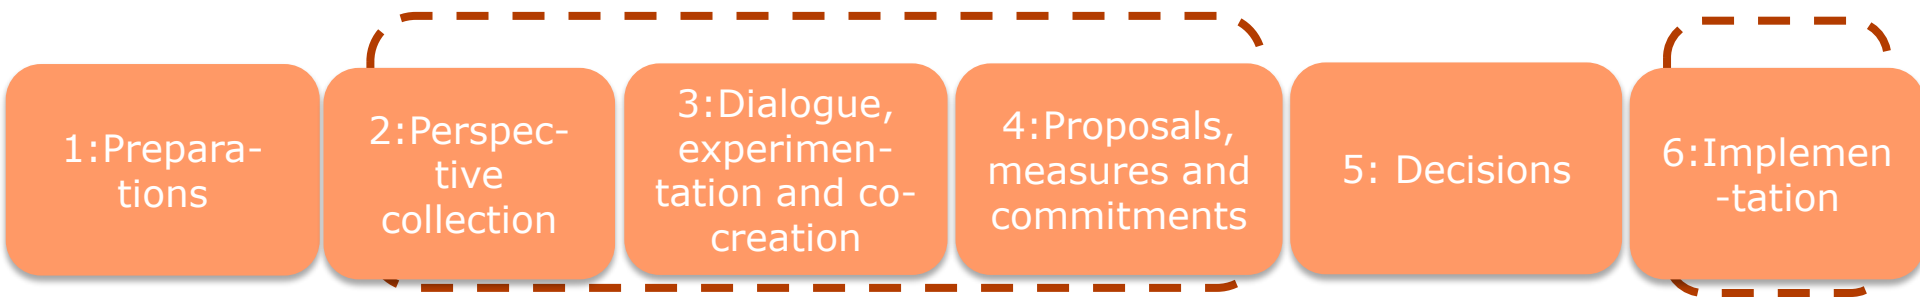 1:Prepara-
tions
2:Perspec-
tive
collection
3:Dialogue,
experimen-
tation and co-
creation
4:Proposals,
measures and
commitments
5: Decisions
6:Implemen
-tation